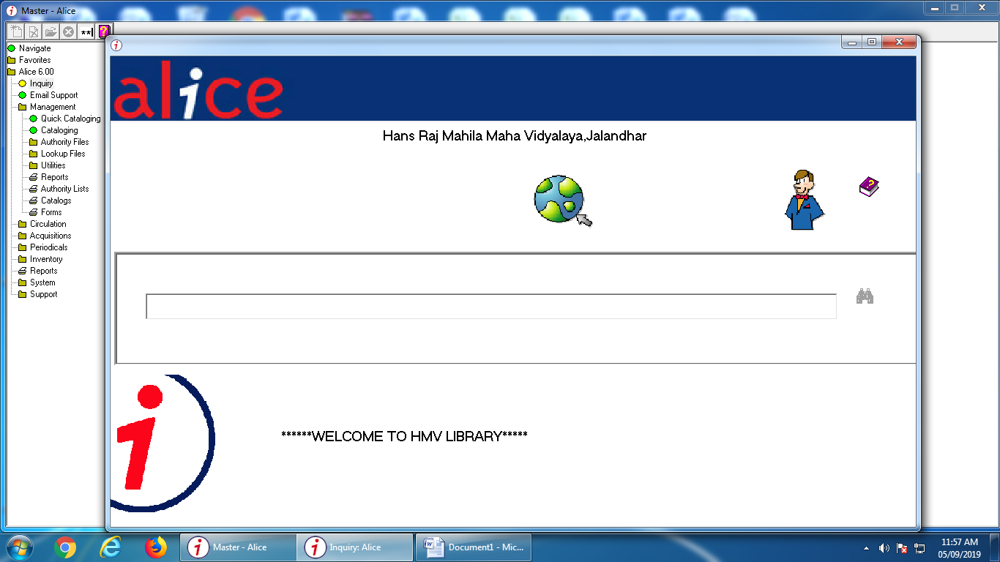 Master - Alice
**|
?
Navigate
Favorites
Alice 6.00
Inquiry
Email Support
Management
Quick Cataloging
Cataloging
Authority Files
Lookup Files
Utilities
Reports
Authority Lists
Catalogs
Forms
Circulation
Acquisitions
Periodicals
Inventory
Reports
System
Support
i
alice
Hans Raj Mahila Maha Vidyalaya,Jalandhar
?
i
******WELCOME TO HMV LIBRARY*****
Master - Alice
Inquiry: Alice
Document1 - Mic...
11:57 AM
05/09/2019